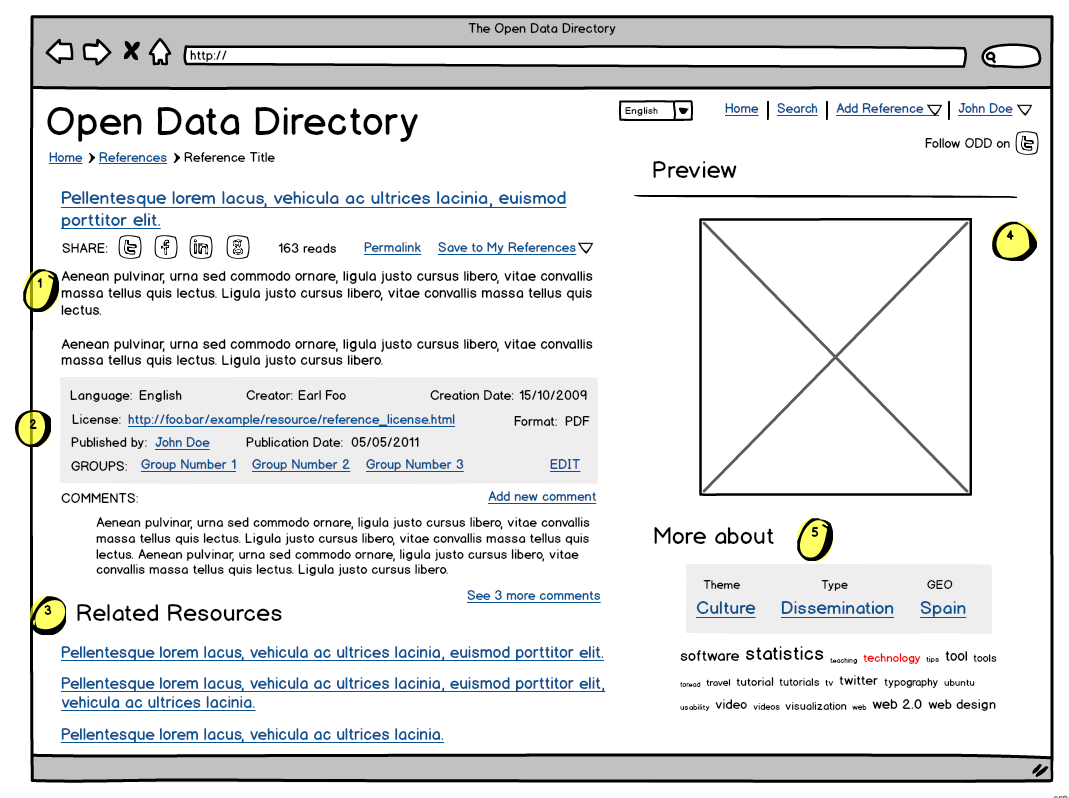 The Open Data Directory
http://
Open Data Directory
English
Home
Search
Add Reference
John Doe
Follow ODD on
Home
References
Reference Title
Pellentesque lorem lacus, vehicula ac ultrices lacinia, euismod
porttitor elit.
SHARE:
163 reads
Permalink
Save to My References
1
Aenean pulvinar, urna sed commodo ornare, ligula justo cursus libero, vitae convallis
massa tellus quis lectus. Ligula justo cursus libero, vitae convallis massa tellus quis
lectus.
Aenean pulvinar, urna sed commodo ornare, ligula justo cursus libero, vitae convallis
massa tellus quis lectus. Ligula justo cursus libero.
Language: English
Creator: Earl Foo
Creation Date: 15/10/2009
2
License: http://foo.bar/example/resource/reference_license.html
Format: PDF
Published by: John Doe
Publication Date: 05/05/2011
GROUPS: Group Number 1 Group Number 2 Group Number 3
EDIT
COMMENTS:
Add new comment
Aenean pulvinar, urna sed commodo ornare, ligula justo cursus libero, vitae convallis
massa tellus quis lectus. Ligula justo cursus libero, vitae convallis massa tellus quis
lectus. Aenean pulvinar, urna sed commodo ornare, ligula justo cursus libero, vitae
convallis massa tellus quis lectus. Ligula justo cursus libero.
See 3 more comments
3
Related Resources
Pellentesque lorem lacus, vehicula ac ultrices lacinia, euismod porttitor elit.
Pellentesque lorem lacus, vehicula ac ultrices lacinia, euismod porttitor elit,
vehicula ac ultrices lacinia.
Pellentesque lorem lacus, vehicula ac ultrices lacinia.
Preview
4
More about
5
Theme
Type
GEO
Culture
Dissemination
Spain
software statistics teaching technology tips tool tools
toread travel tutorial tutorials tv twitter typography ubuntu
usability video videos visualization web web 2.0 web design